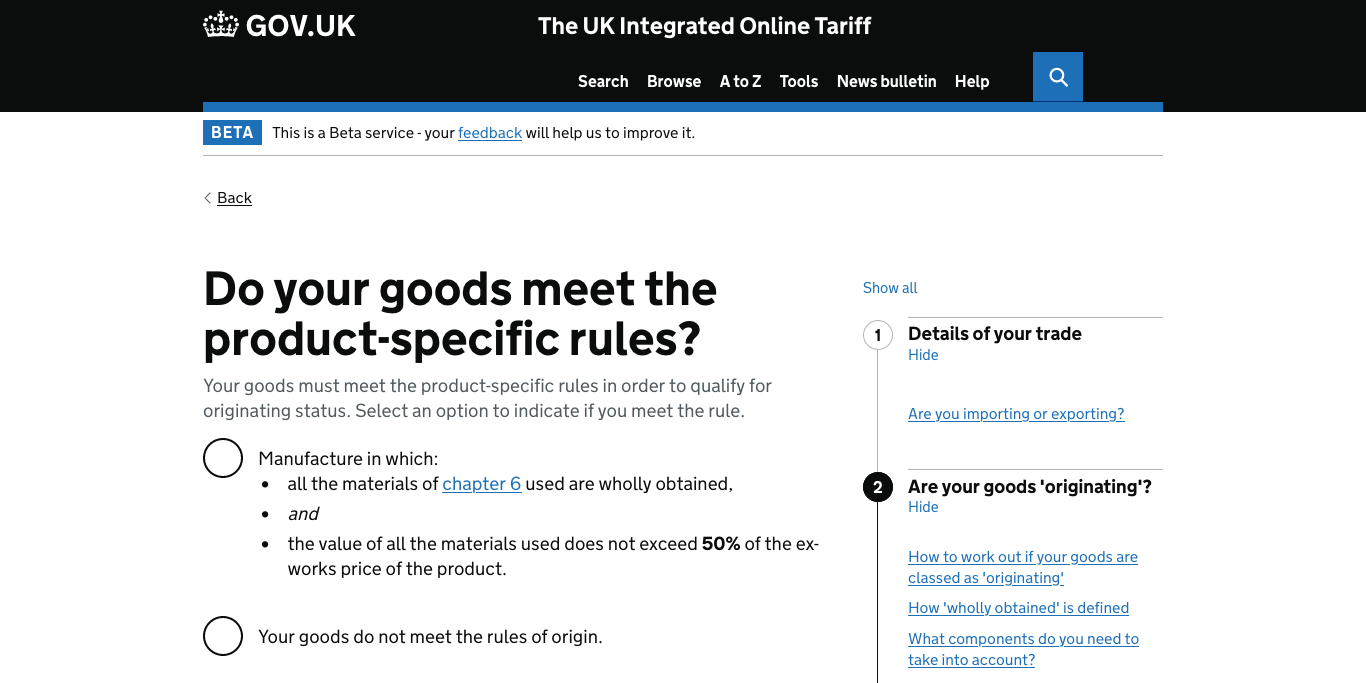 GOV.UK
The UK Integrated Online Tariff
Search Browse A to Z Tools News bulletin Help
BETA This is a Beta service - your feedback will help us to improve it.
Back
Do your goods meet the
product-specific rules?
Your goods must meet the product-specific rules in order to qualify for
originating status. Select an option to indicate if you meet the rule.
Manufacture in which:
• all the materials of chapter 6 used are wholly obtained,
• and
• the value of all the materials used does not exceed 50% of the ex-
works price of the product.
Your goods do not meet the rules of origin.
Show all
1 Details of your trade
Hide
Are you importing or exporting?
2 Are your goods 'originating'?
Hide
How to work out if your goods are
classed as 'originating'
How 'wholly obtained' is defined
What components do you need to
take into account?